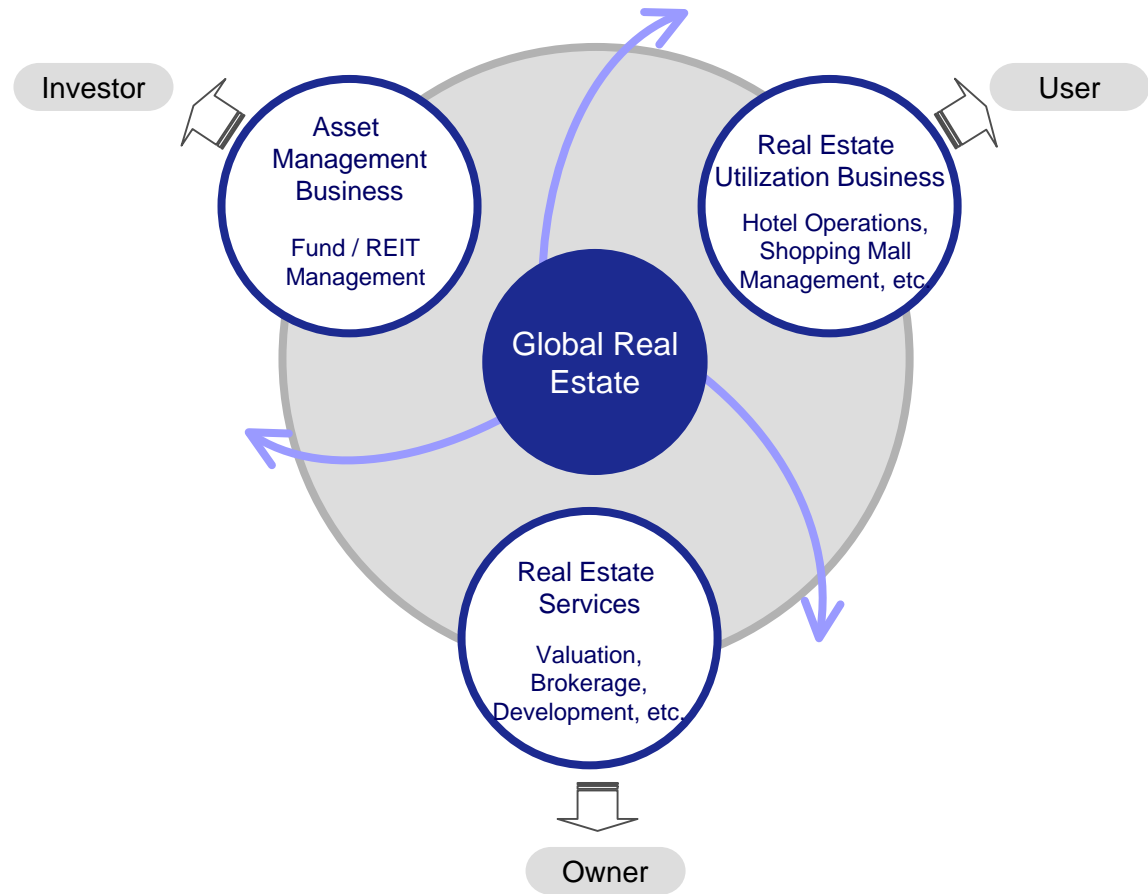 Investor
User
Asset
Management
Business
Fund / REIT
Management
Real Estate
Utilization Business
Hotel Operations,
Shopping Mall
Management, etc.
Global Real
Estate
Real Estate
Services
Valuation,
Brokerage,
Development, etc.
Owner